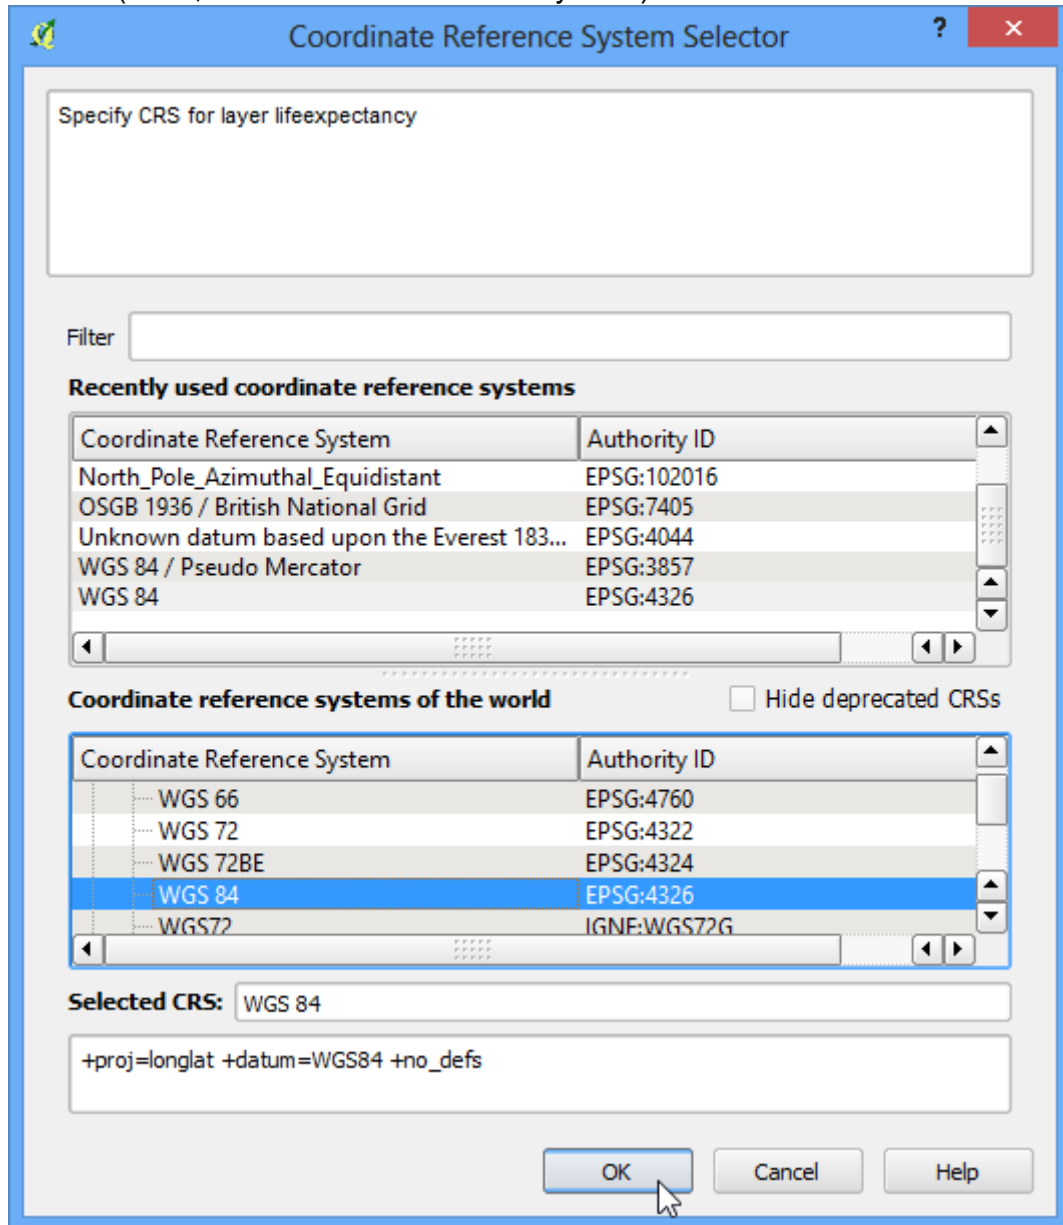 Coordinate Reference System Selector ? ×
Specify CRS for layer lifeexpectancy
Filter
Recently used coordinate reference systems
Coordinate Reference System Authority ID
North_Pole_Azimuthal_Equidistant EPSG:102016
OSGB 1936 / British National Grid EPSG:7405
Unknown datum based upon the Everest 183... EPSG:4044
WGS 84 / Pseudo Mercator EPSG:3857
WGS 84 EPSG:4326
Coordinate reference systems of the world Hide deprecated CRSs
Coordinate Reference System Authority ID
WGS 66 EPSG:4760
WGS 72 EPSG:4322
WGS 72BE EPSG:4324
WGS 84 EPSG:4326
WGS72 IGNF:WGS72G
Selected CRS: WGS 84
+proj=longlat +datum=WGS84 +no_defs
OK Cancel Help